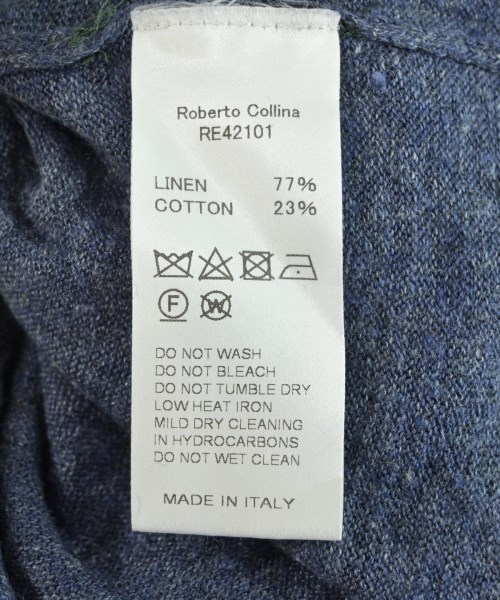 Roberto Collina
RE42101
LINEN 77%
COTTON 23%
F W
DO NOT WASH
DO NOT BLEACH
DO NOT TUMBLE DRY
LOW HEAT IRON
MILD DRY CLEANING
IN HYDROCARBONS
DO NOT WET CLEAN
MADE IN ITALY